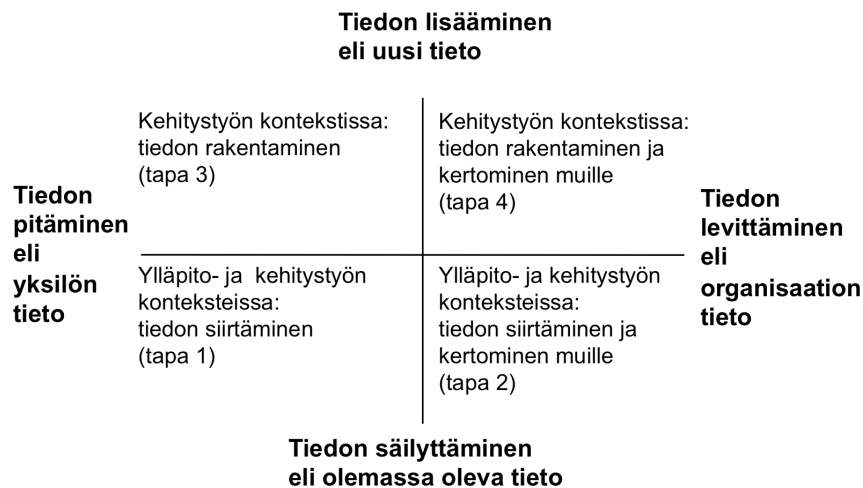 Tiedon lisääminen
eli uusi tieto
Kehitystyön kontekstissa:
tiedon rakentaminen
(tapa 3)
Kehitystyön kontekstissa:
tiedon rakentaminen ja
kertominen muille
(tapa 4)
Tiedon
pitäminen
eli
yksilön
tieto
Tiedon
levittäminen
eli
organisaation
tieto
Ylläpito- ja  kehitystyön
konteksteissa:
tiedon siirtäminen
(tapa 1)
Ylläpito- ja kehitystyön
konteksteissa:
tiedon siirtäminen ja
kertominen muille
(tapa 2)
Tiedon säilyttäminen
eli olemassa oleva tieto